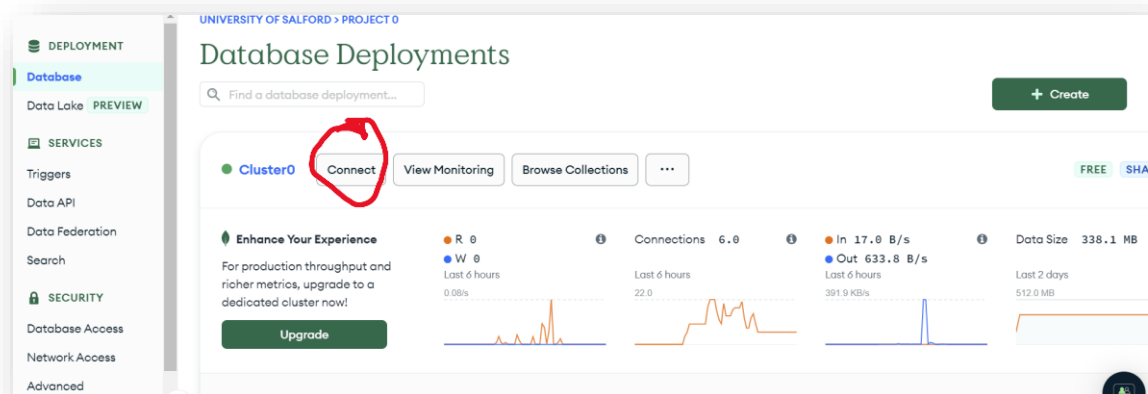 UNIVERSITY OF SALFORD > PROJECT 0
DEPLOYMENT
Database
Data Lake PREVIEW
SERVICES
Triggers
Data API
Data Federation
Search
SECURITY
Database Access
Network Access
Advanced
Database Deployments
Find a database deployment...
+ Create
Cluster0 Connect View Monitoring Browse Collections ...
FREE SHA
Enhance Your Experience
For production throughput and
richer metrics, upgrade to a
dedicated cluster now!
Upgrade
R 0
W 0
Last 6 hours
0.08/s
Connections 6.0
Last 6 hours
22.0
In 17.0 B/s
Out 633.8 B/s
Last 6 hours
391.9 KB/s
Data Size 338.1 MB
Last 2 days
512.0 MB